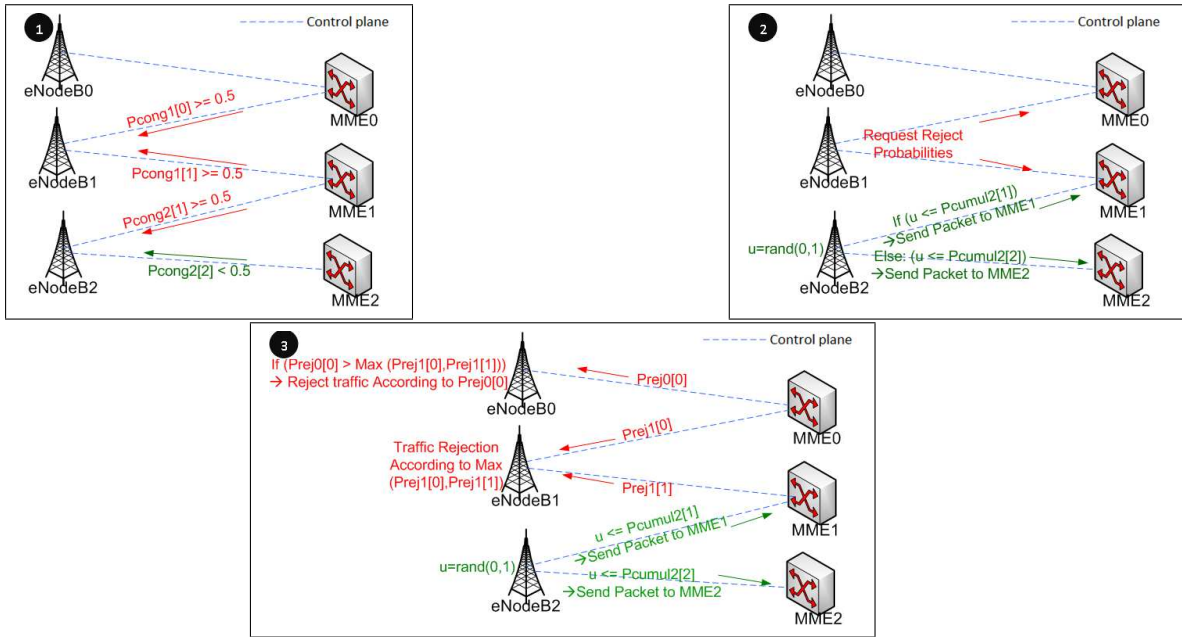 1
Control plane
eNodeB0
Pcong1[0] >= 0.5
MME0
eNodeB1
Pcong1[1] >= 0.5
MME1
Pcong2[1] >= 0.5
Pcong2[2] < 0.5
eNodeB2
MME2
2
Control plane
eNodeB0
MME0
Request Reject
Probabilities
eNodeB1
MME1
If (u <= Pcumul2[1])
→Send Packet to MME1
u=rand(0,1)
Else: (u <= Pcumul2[2])
→Send Packet to MME2
eNodeB2
MME2
3
Control plane
If (Prej0[0] > Max (Prej1[0],Prej1[1]))
→ Reject traffic According to Prej0[0]
Prej0[0]
eNodeB0
MME0
Prej1[0]
Traffic Rejection
According to Max
(Prej1[0],Prej1[1])
Prej1[1]
eNodeB1
MME1
u <= Pcumul2[1]
→Send Packet to MME1
u=rand(0,1)
u <= Pcumul2[2]
→Send Packet to MME2
eNodeB2
MME2